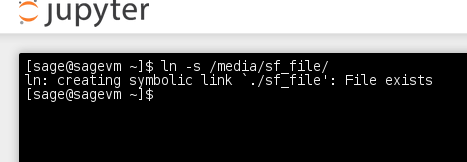 jupyter
[sage@sagevm ~]$ ln -s /media/sf_file/
ln: creating symbolic link `./sf_file': File exists
[sage@sagevm ~]$